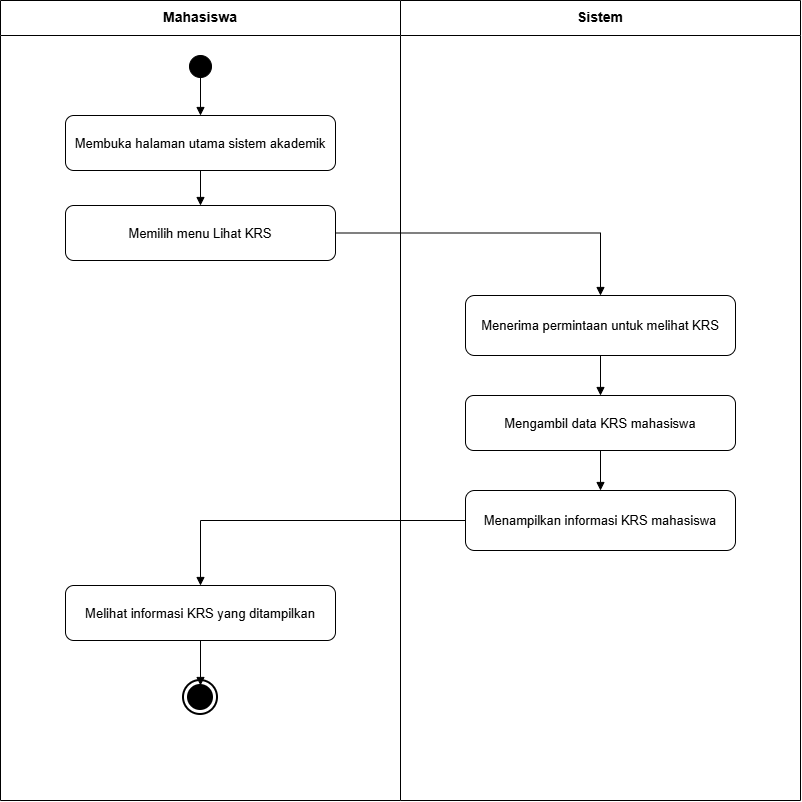 Mahasiswa
Sistem
Membuka halaman utama sistem akademik
Memilih menu Lihat KRS
Menerima permintaan untuk melihat KRS
Mengambil data KRS mahasiswa
Menampilkan informasi KRS mahasiswa
Melihat informasi KRS yang ditampilkan